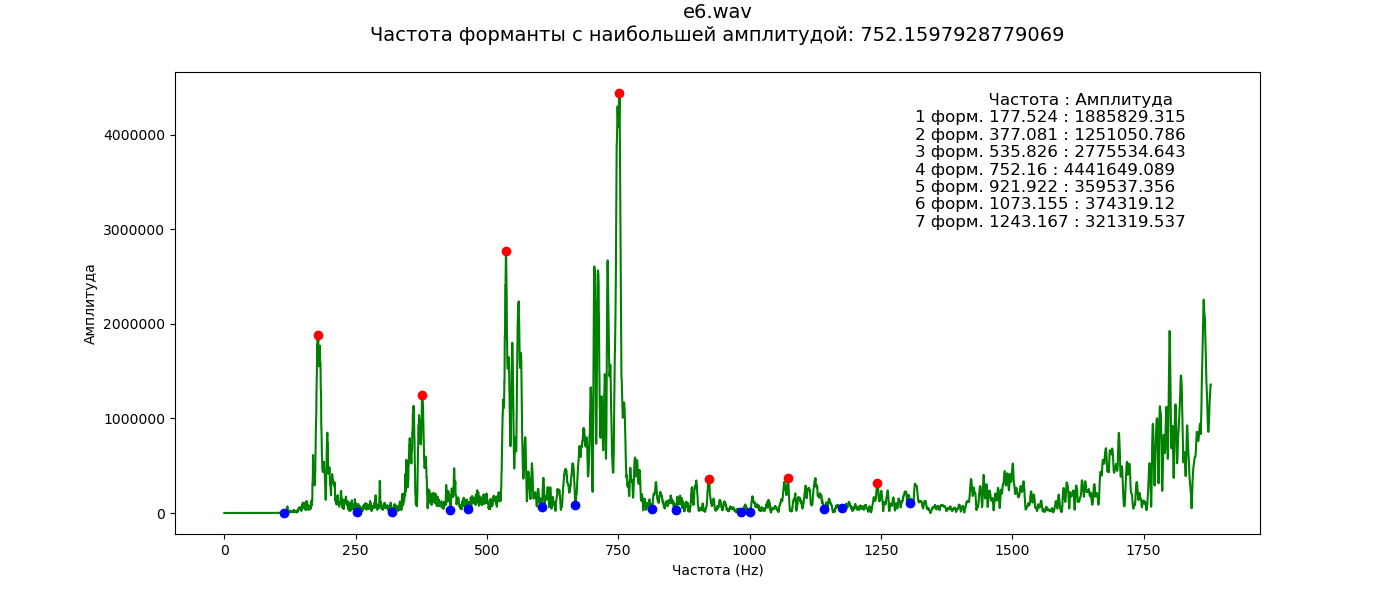 e6.wav
Частота форманты с наибольшей амплитудой: 752.1597928779069
Частота : Амплитуда
1 форм. 177.524 : 1885829.315
2 форм. 377.081 : 1251050.786
3 форм. 535.826 : 2775534.643
4 форм. 752.16 : 4441649.089
5 форм. 921.922 : 359537.356
6 форм. 1073.155 : 374319.12
7 форм. 1243.167 : 321319.537
Амплитуда
4000000
3000000
2000000
1000000
0
0 250 500 750 1000 1250 1500 1750
Частота (Hz)